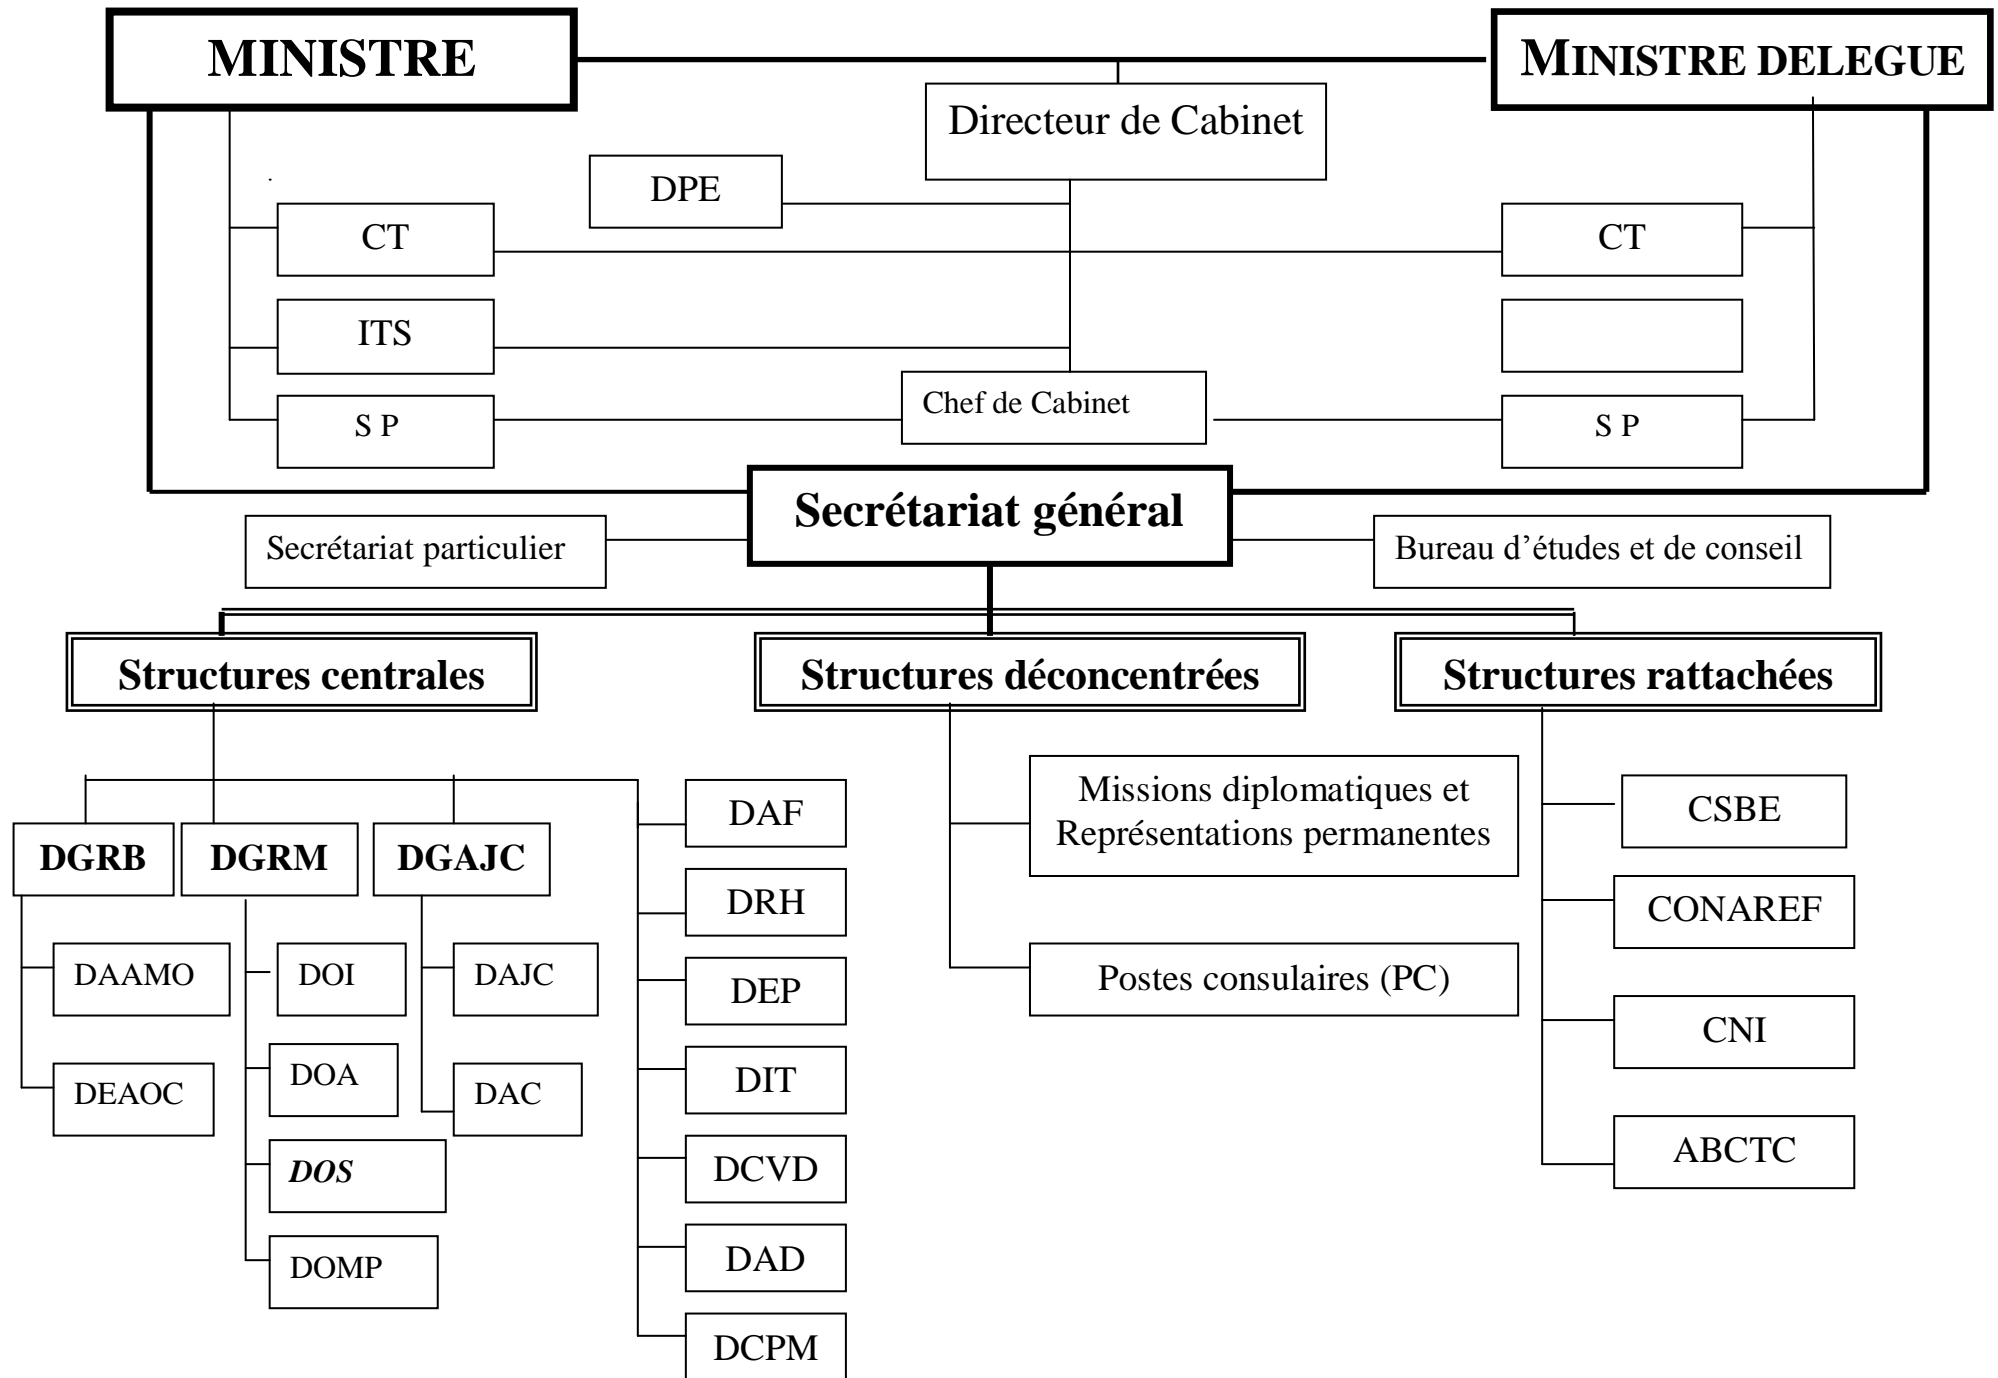 MINISTRE
MINISTRE DELEGUE
Directeur de Cabinet
DPE
CT
CT
ITS
Chef de Cabinet
S P
S P
Secrétariat général
Secrétariat particulier
Bureau d’études et de conseil
Structures centrales
Structures déconcentrées
Structures rattachées
DGRB
DGRM
DGAJC
DAAMO
DEAOC
DOI
DOA
DOS
DOMP
DAJC
DAC
DAF
DRH
DEP
DIT
DCVD
DAD
DCPM
Missions diplomatiques et
Représentations permanentes
Postes consulaires (PC)
CSBE
CONAREF
CNI
ABCTC